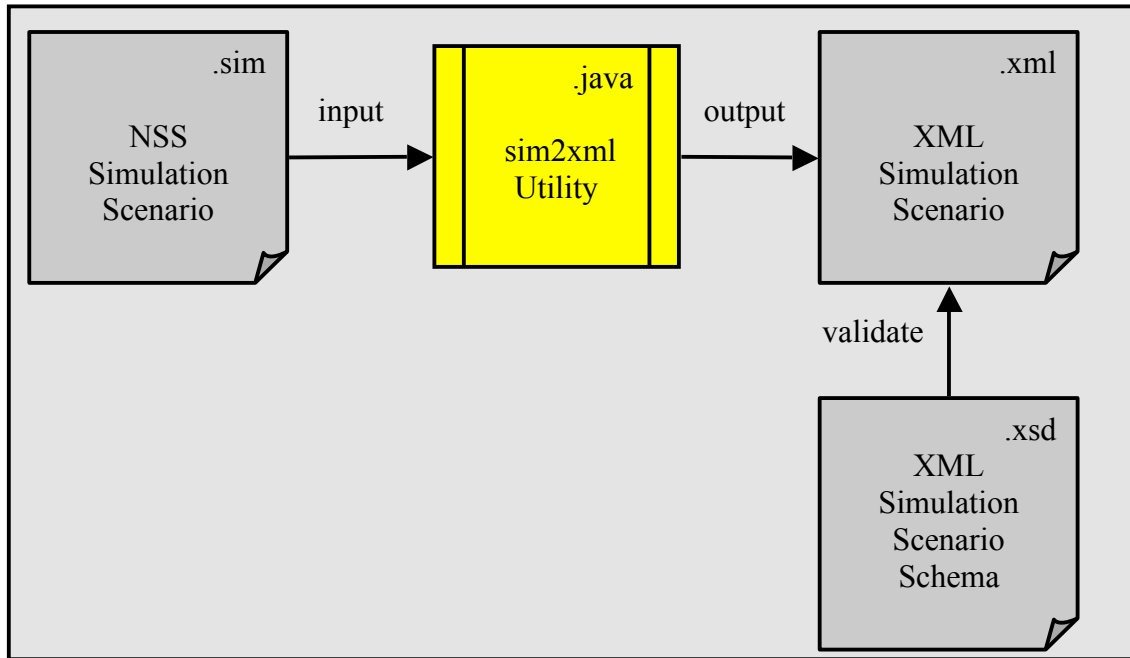 .sim
NSS
Simulation
Scenario
input
.java
sim2xml
Utility
output
.xml
XML
Simulation
Scenario
validate
.xsd
XML
Simulation
Scenario
Schema